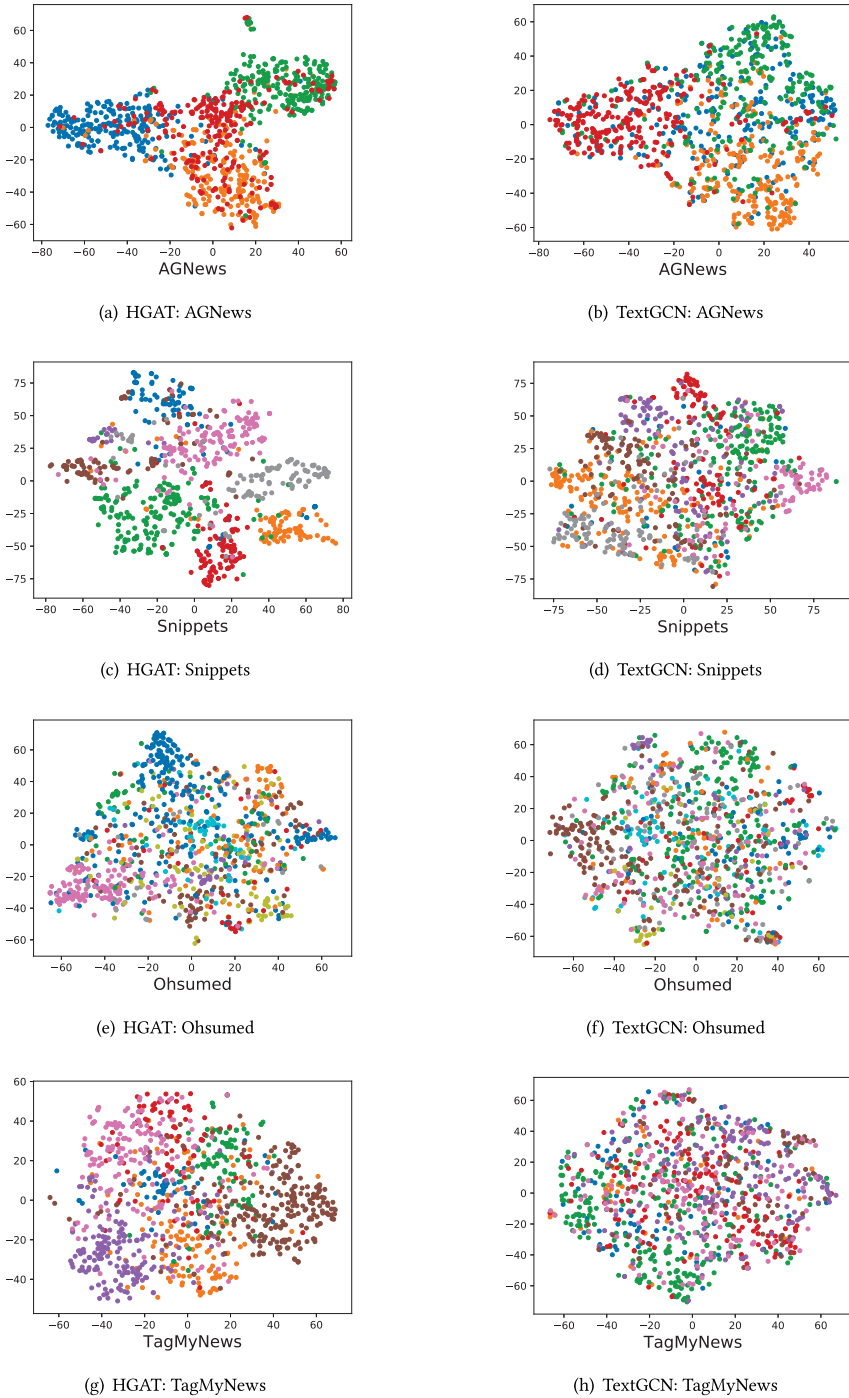 60
40
20
0
−20
−40
−60
−80 −60 −40 −20 0 20 40 60
AGNews
(a) HGAT: AGNews
60
40
20
0
−20
−40
−60
−80 −60 −40 −20 0 20 40
AGNews
(b) TextGCN: AGNews
75
50
25
0
−25
−50
−75
−80 −60 −40 −20 0 20 40 60 80
Snippets
(c) HGAT: Snippets
75
50
25
0
−25
−50
−75
−75 −50 −25 0 25 50 75
Snippets
(d) TextGCN: Snippets
60
40
20
0
−20
−40
−60
−60 −40 −20 0 20 40 60
Ohsumed
(e) HGAT: Ohsumed
60
40
20
0
−20
−40
−60
−60 −40 −20 0 20 40 60
Ohsumed
(f) TextGCN: Ohsumed
60
40
20
0
−20
−40
−60 −40 −20 0 20 40 60
TagMyNews
(g) HGAT: TagMyNews
60
40
20
0
−20
−40
−60
−60 −40 −20 0 20 40 60
TagMyNews
(h) TextGCN: TagMyNews